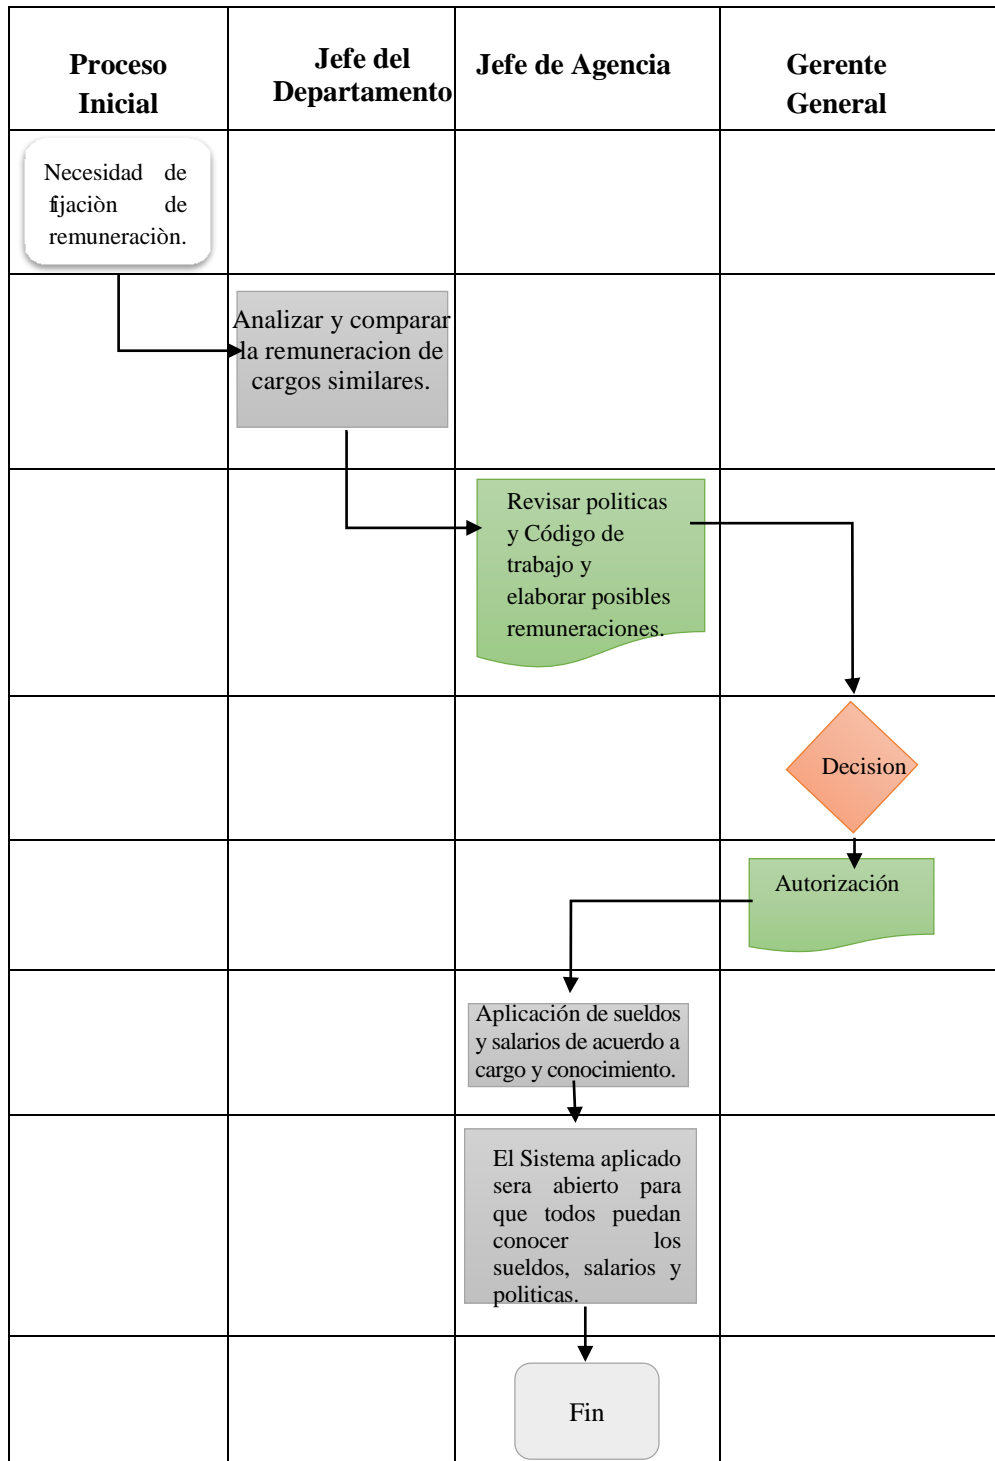 Proceso
Inicial
Jefe del
Departamento
Jefe de Agencia
Gerente
General
Necesidad de
fijaciòn de
remuneraciòn.
Analizar y comparar
la remuneracion de
cargos similares.
Revisar politicas
y Código de
trabajo y
elaborar posibles
remuneraciones.
Decision
Autorización
Aplicación de sueldos
y salarios de acuerdo a
cargo y conocimiento.
El Sistema aplicado
sera abierto para
que todos puedan
conocer los
sueldos, salarios y
politicas.
Fin